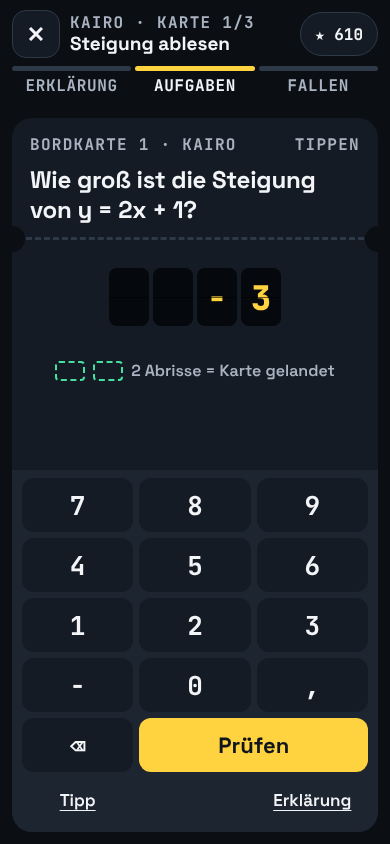 ✕
KAIRO · KARTE 1/3
Steigung ablesen
★ 610
ERKLÄRUNG
AUFGABEN
FALLEN
BORDKARTE 1 · KAIRO
TIPPEN
Wie groß ist die Steigung
von y = 2x + 1?
-3
2 Abrisse = Karte gelandet
7 8 9
4 5 6
1 2 3
- 0 ,
⌫ Prüfen
Tipp
Erklärung